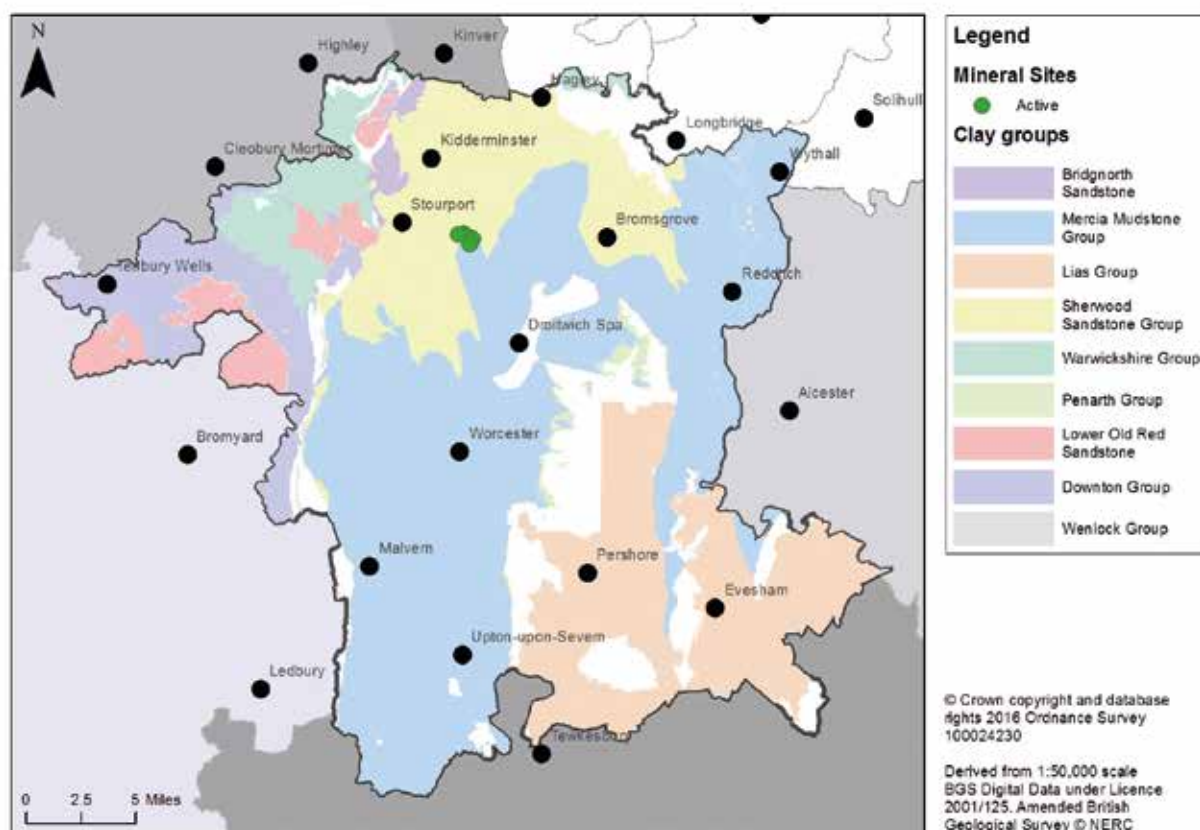 N
Highley
Kinver
Hagley
Solihull
Longbridge
Cleobury Mortimer
Kidderminster
Wythall
Stourport
Bromsgrove
Tenbury Wells
Redditch
Droitwich Spa
Alcester
Bromyard
Worcester
Malvern
Pershore
Evesham
Upton-upon-Severn
Ledbury
0 2.5 5 Miles
Legend
Mineral Sites
Active
Clay groups
Bridgnorth
Sandstone
Mercia Mudstone
Group
Lias Group
Sherwood
Sandstone Group
Warwickshire Group
Penarth Group
Lower Old Red
Sandstone
Downton Group
Wenlock Group
© Crown copyright and database
rights 2016 Ordnance Survey
100024230
Derived from 1:50,000 scale
BGS Digital Data under Licence
2001/125. Amended British
Geological Survey © NERC